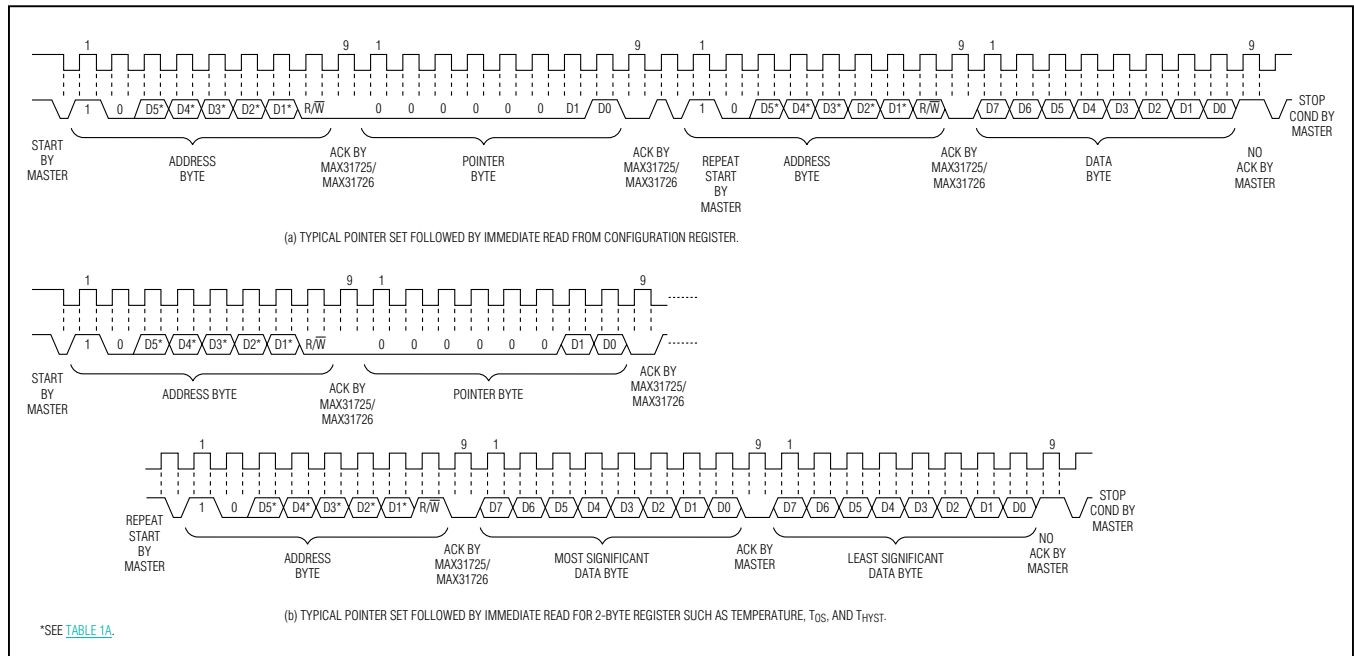 1 9 1 9 1 9 1 9
1 0 D5* D4* D3* D2* D1* R/W̅ 0 0 0 0 0 0 D1 D0 1 0 D5* D4* D3* D2* D1* R/W̅ D7 D6 D5 D4 D3 D2 D1 D0
STOP
COND BY
MASTER
START
BY
MASTER
ADDRESS
BYTE
ACK BY
MAX31725/
MAX31726
POINTER
BYTE
ACK BY
MAX31725/
MAX31726
REPEAT
START
BY
MASTER
ADDRESS
BYTE
ACK BY
MAX31725/
MAX31726
DATA
BYTE
NO
ACK BY
MASTER
(a) TYPICAL POINTER SET FOLLOWED BY IMMEDIATE READ FROM CONFIGURATION REGISTER.
1 9 1 9
1 0 D5* D4* D3* D2* D1* R/W̅ 0 0 0 0 0 0 D1 D0
START
BY
MASTER
ADDRESS BYTE
ACK BY
MAX31725/
MAX31726
POINTER BYTE
ACK BY
MAX31725/
MAX31726
1 9 1 9 1 9
1 0 D5* D4* D3* D2* D1* R/W̅ D7 D6 D5 D4 D3 D2 D1 D0 D7 D6 D5 D4 D3 D2 D1 D0
STOP
COND BY
MASTER
REPEAT
START
BY
MASTER
ADDRESS
BYTE
ACK BY
MAX31725/
MAX31726
MOST SIGNIFICANT
DATA BYTE
ACK BY
MASTER
LEAST SIGNIFICANT
DATA BYTE
NO
ACK BY
MASTER
(b) TYPICAL POINTER SET FOLLOWED BY IMMEDIATE READ FOR 2-BYTE REGISTER SUCH AS TEMPERATURE, TOS, AND THYST.
*SEE TABLE 1A.